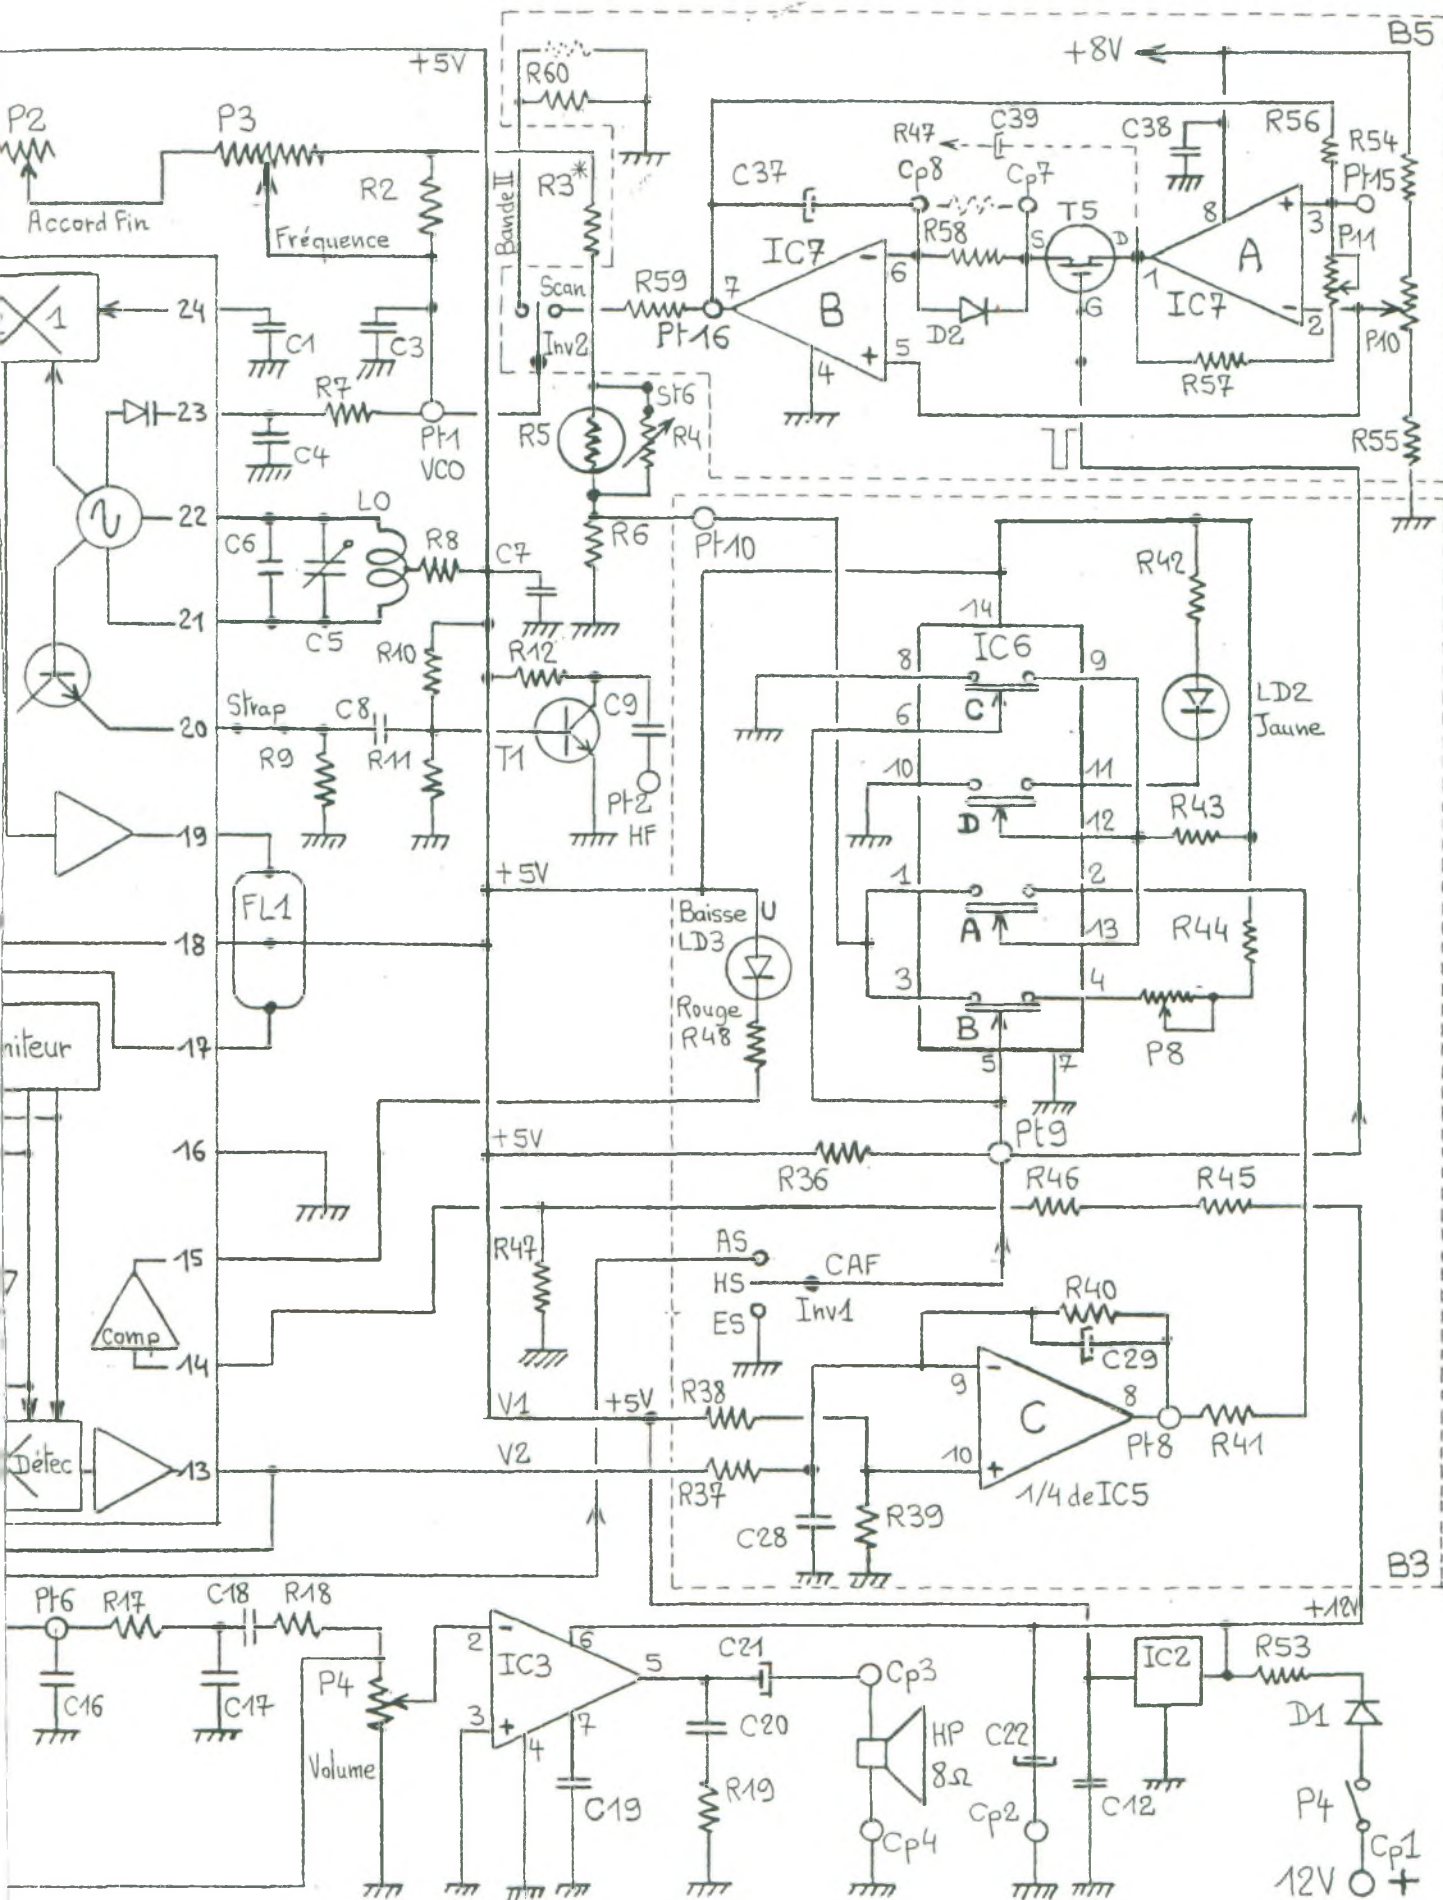 B5
+8V
+5V
R60
P2
P3
R47
C39
C38
R56
R54
Pt15
R2
Bande II
R3*
C37
Cp8
Cp7
T5
8
+
3
Accord Fin
Fréquence
IC7
-
6
R58
S
D
1
A
P11
Scan
R59
7
B
G
IC7
-
2
1
24
C1
C3
Inv2
Pt16
+
5
D2
P10
4
R57
R7
23
St6
R5
R4
C4
Pt1
VCO
R55
LO
22
C6
R8
C7
R6
Pt10
R42
14
21
C5
R10
R12
IC6
8
9
Strap
C8
C9
C
6
LD2
Jaune
20
R9
R11
T1
10
11
Pt2
HF
D
12
R43
19
+5V
1
2
FL1
Baisse U
LD3
A
13
R44
18
3
4
Rouge
R48
B
P8
niteur
17
5
7
Pt9
16
+5V
R36
R46
R45
R47
AS
15
HS
CAF
Inv1
R40
ES
Comp
C29
14
-
9
8
V1
+5V
R38
C
Pt8
R41
Détec
13
V2
10
+
R37
1/4 de IC5
C28
R39
B3
+12V
Pt6
R17
C18
R18
2
-
6
IC3
5
C21
Cp3
IC2
R53
C16
C17
P4
3
+
7
C20
HP
8Ω
C22
D1
4
Volume
C19
R19
Cp4
Cp2
C12
P4
Cp1
12V
+